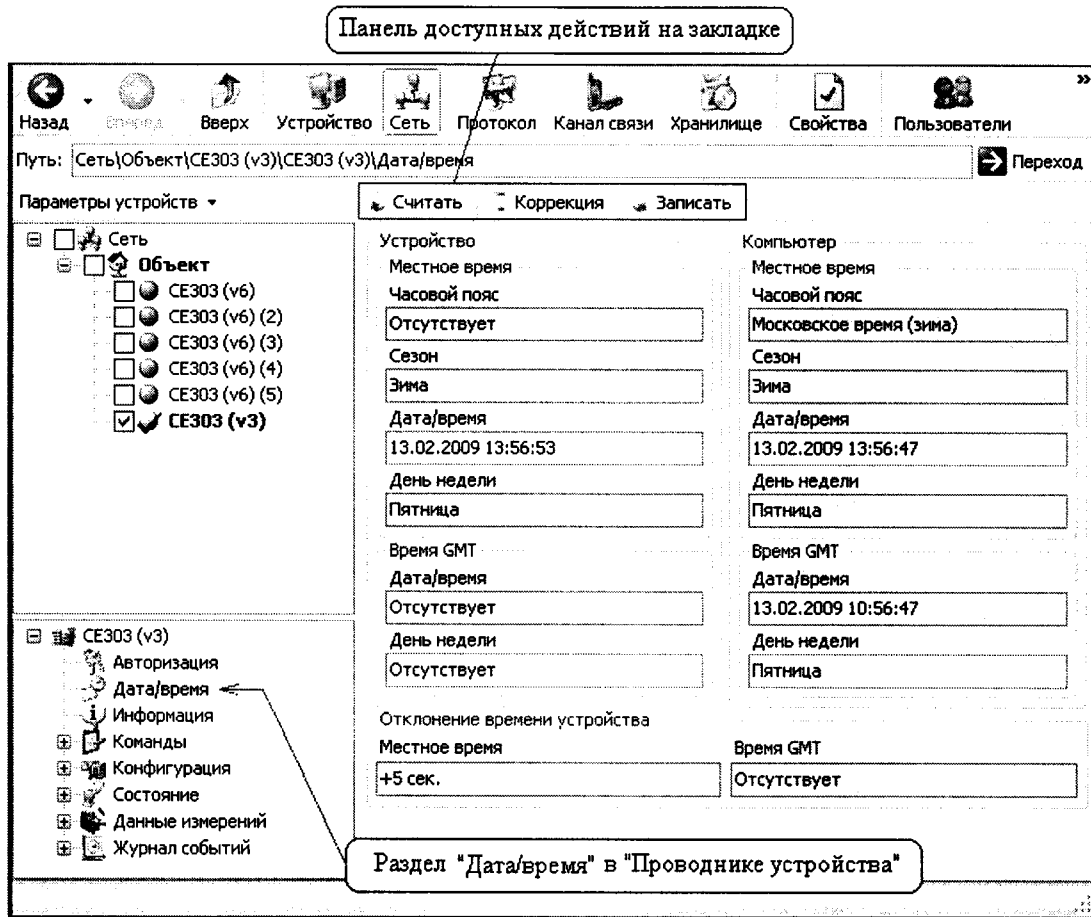 Панель доступных действий на закладке
Назад Вперед Вверх Устройство Сеть Протокол Канал связи Хранилище Свойства Пользователи »
Путь: Сеть\Объект\CE303 (v3)\CE303 (v3)\Дата/время Переход
Параметры устройств
Считать Коррекция Записать
Сеть
Объект
CE303 (v6)
CE303 (v6) (2)
CE303 (v6) (3)
CE303 (v6) (4)
CE303 (v6) (5)
CE303 (v3)
CE303 (v3)
Авторизация
Дата/время
Информация
Команды
Конфигурация
Состояние
Данные измерений
Журнал событий
Устройство
Местное время
Часовой пояс
Отсутствует
Сезон
Зима
Дата/время
13.02.2009 13:56:53
День недели
Пятница
Время GMT
Дата/время
Отсутствует
День недели
Отсутствует
Компьютер
Местное время
Часовой пояс
Московское время (зима)
Сезон
Зима
Дата/время
13.02.2009 13:56:47
День недели
Пятница
Время GMT
Дата/время
13.02.2009 10:56:47
День недели
Пятница
Отклонение времени устройства
Местное время
+5 сек.
Время GMT
Отсутствует
Раздел "Дата/время" в "Проводнике устройства"